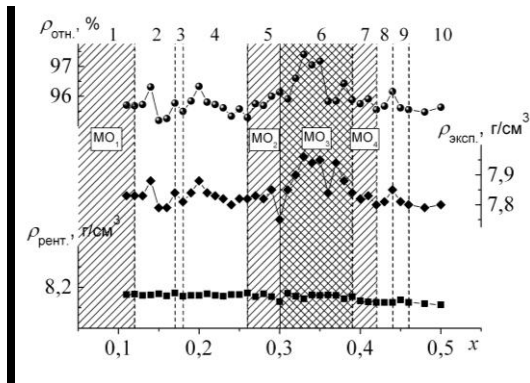 ρотн., % 1 2 3 4 5 6 7 8 9 10
97
96
MO₁ MO₂ MO₃ MO₄
ρэксп., г/см³
7,9
7,8
ρрент., г/см³
8,2
0,1 0,2 0,3 0,4 0,5 x